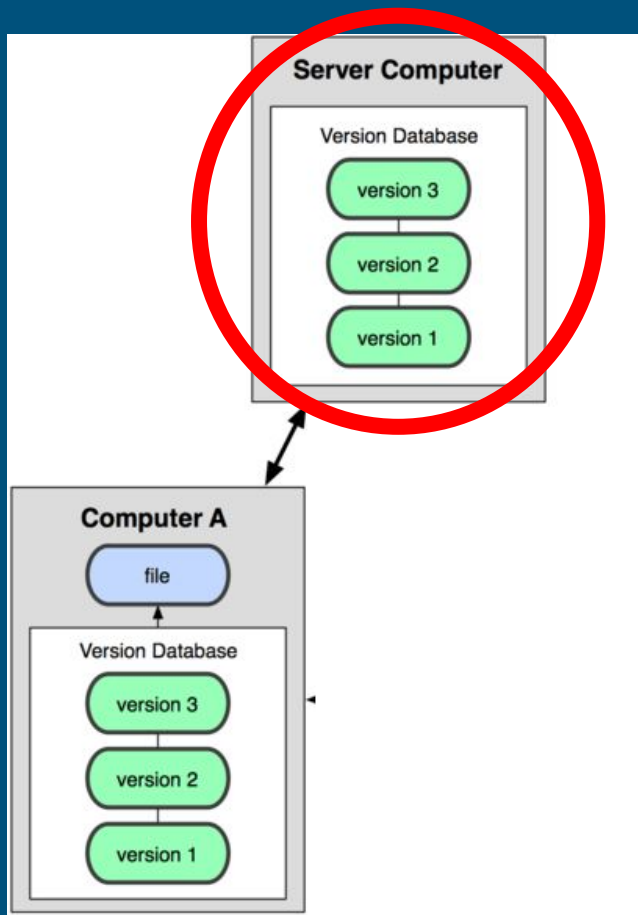 Server Computer
Version Database
version 3
version 2
version 1
Computer A
file
Version Database
version 3
version 2
version 1